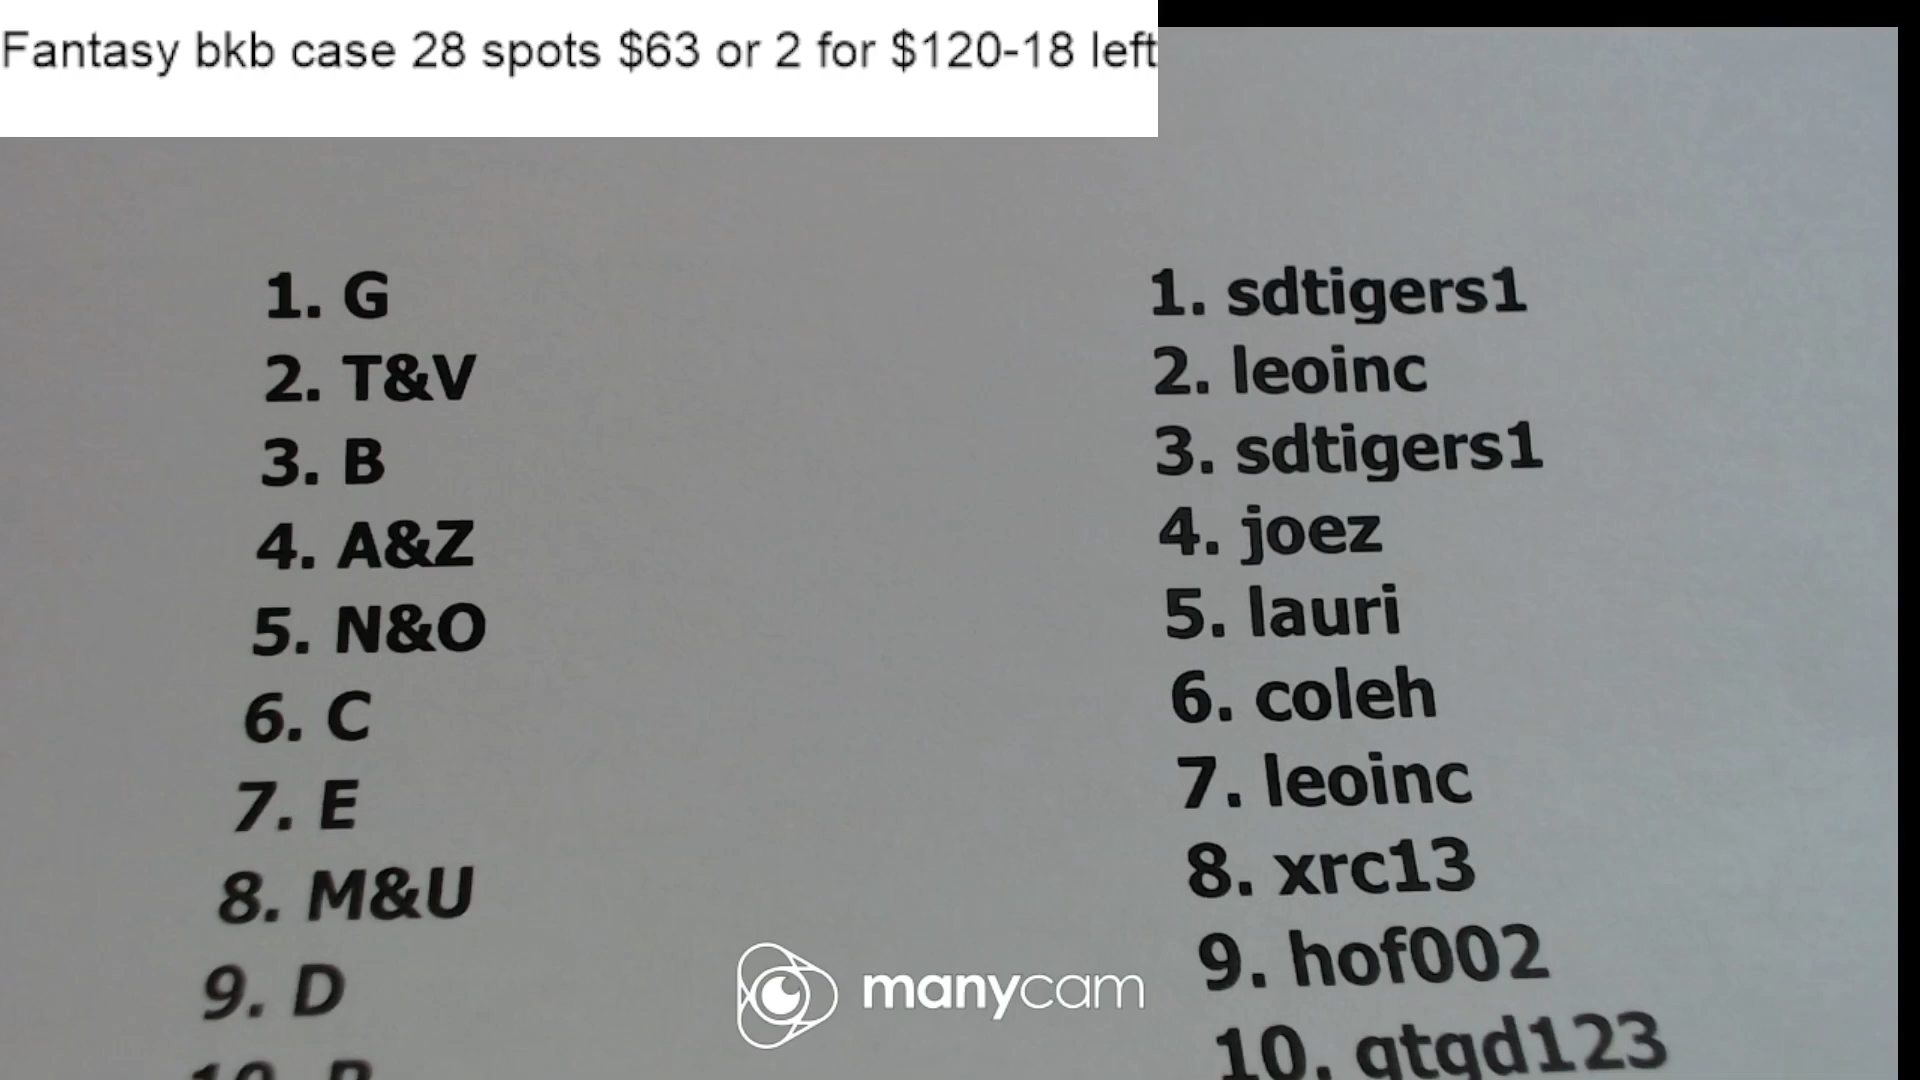 Fantasy bkb case 28 spots $63 or 2 for $120-18 left
1. G
2. T&V
3. B
4. A&Z
5. N&O
6. C
7. E
8. M&U
9. D
10.
1. sdtigers1
2. leoinc
3. sdtigers1
4. joez
5. lauri
6. coleh
7. leoinc
8. xrc13
9. hof002
10. gtgd123
manycam